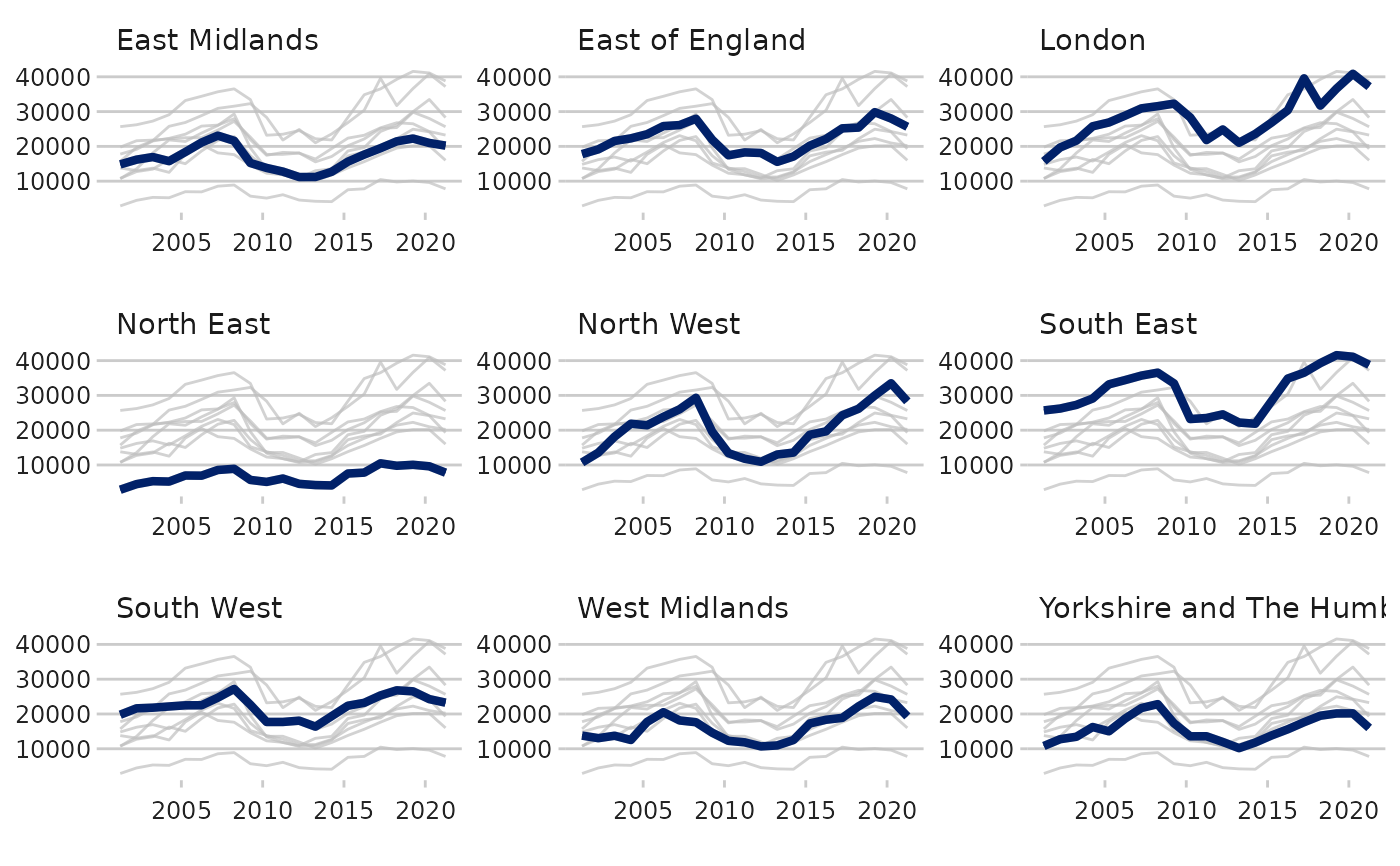 East Midlands East of England London
40000 40000 40000
30000 30000 30000
20000 20000 20000
10000 10000 10000
2005 2010 2015 2020 2005 2010 2015 2020 2005 2010 2015 2020
North East North West South East
40000 40000 40000
30000 30000 30000
20000 20000 20000
10000 10000 10000
2005 2010 2015 2020 2005 2010 2015 2020 2005 2010 2015 2020
South West West Midlands Yorkshire and The Humb
40000 40000 40000
30000 30000 30000
20000 20000 20000
10000 10000 10000
2005 2010 2015 2020 2005 2010 2015 2020 2005 2010 2015 2020